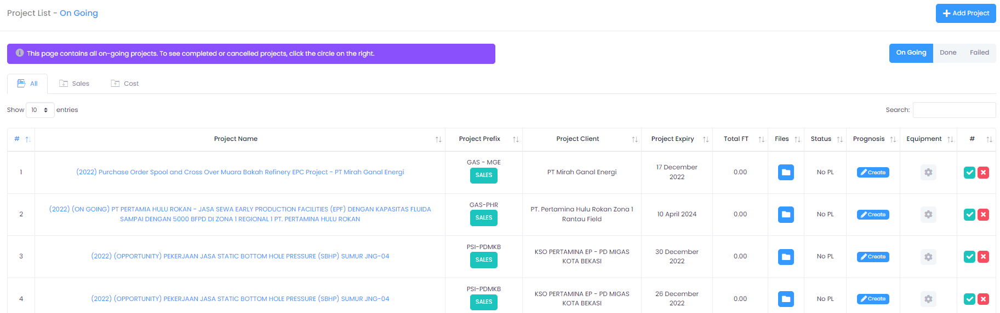 Project List - On Going
Add Project
This page contains all on-going projects. To see completed or cancelled projects, click the circle on the right.
On Going Done Failed
All Sales Cost
Show 10 entries
Search:
# Project Name Project Prefix Project Client Project Expiry Total FT Files Status Prognosis Equipment #
1
(2022) Purchase Order Spool and Cross Over Muara Bakah Refinery EPC Project - PT Mirah Ganal Energi
GAS - MGE
SALES
PT Mirah Ganal Energi
17 December
2022
0.00
No PL
Create
2
(2022) (ON GOING) PT PERTAMIA HULU ROKAN - JASA SEWA EARLY PRODUCTION FACILITIES (EPF) DENGAN KAPASITAS FLUIDA
SAMPAI DENGAN 5000 BFPD DI ZONA 1 REGIONAL 1 PT. PERTAMINA HULU ROKAN
GAS-PHR
SALES
PT. Pertamina Hulu Rokan Zona 1
Rantau Field
10 April 2024
0.00
No PL
Create
3
(2022) (OPPORTUNITY) PEKERJAAN JASA STATIC BOTTOM HOLE PRESSURE (SBHP) SUMUR JNG-04
PSI-PDMKB
SALES
KSO PERTAMINA EP - PD MIGAS
KOTA BEKASI
30 December
2022
0.00
No PL
Create
4
(2022) (OPPORTUNITY) PEKERJAAN JASA STATIC BOTTOM HOLE PRESSURE (SBHP) SUMUR JNG-04
PSI-PDMKB
SALES
KSO PERTAMINA EP - PD MIGAS
KOTA BEKASI
26 December
2022
0.00
No PL
Create